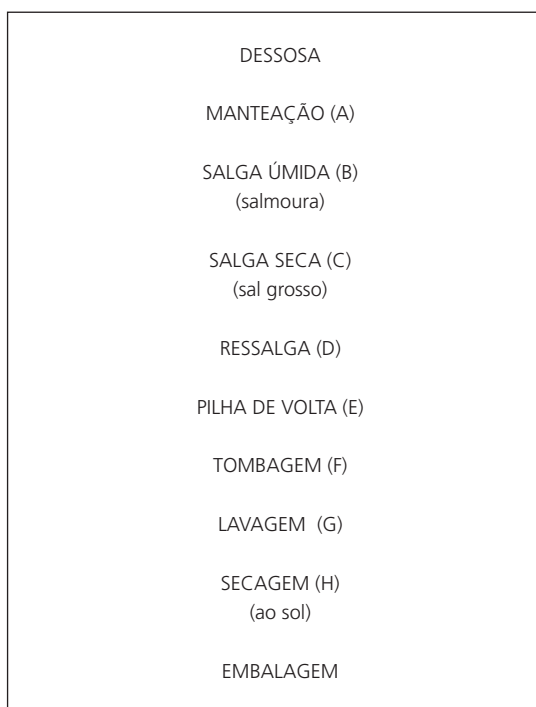 DESSOSA
MANTEAÇÃO (A)
SALGA ÚMIDA (B)
(salmoura)
SALGA SECA (C)
(sal grosso)
RESSALGA (D)
PILHA DE VOLTA (E)
TOMBAGEM (F)
LAVAGEM (G)
SECAGEM (H)
(ao sol)
EMBALAGEM